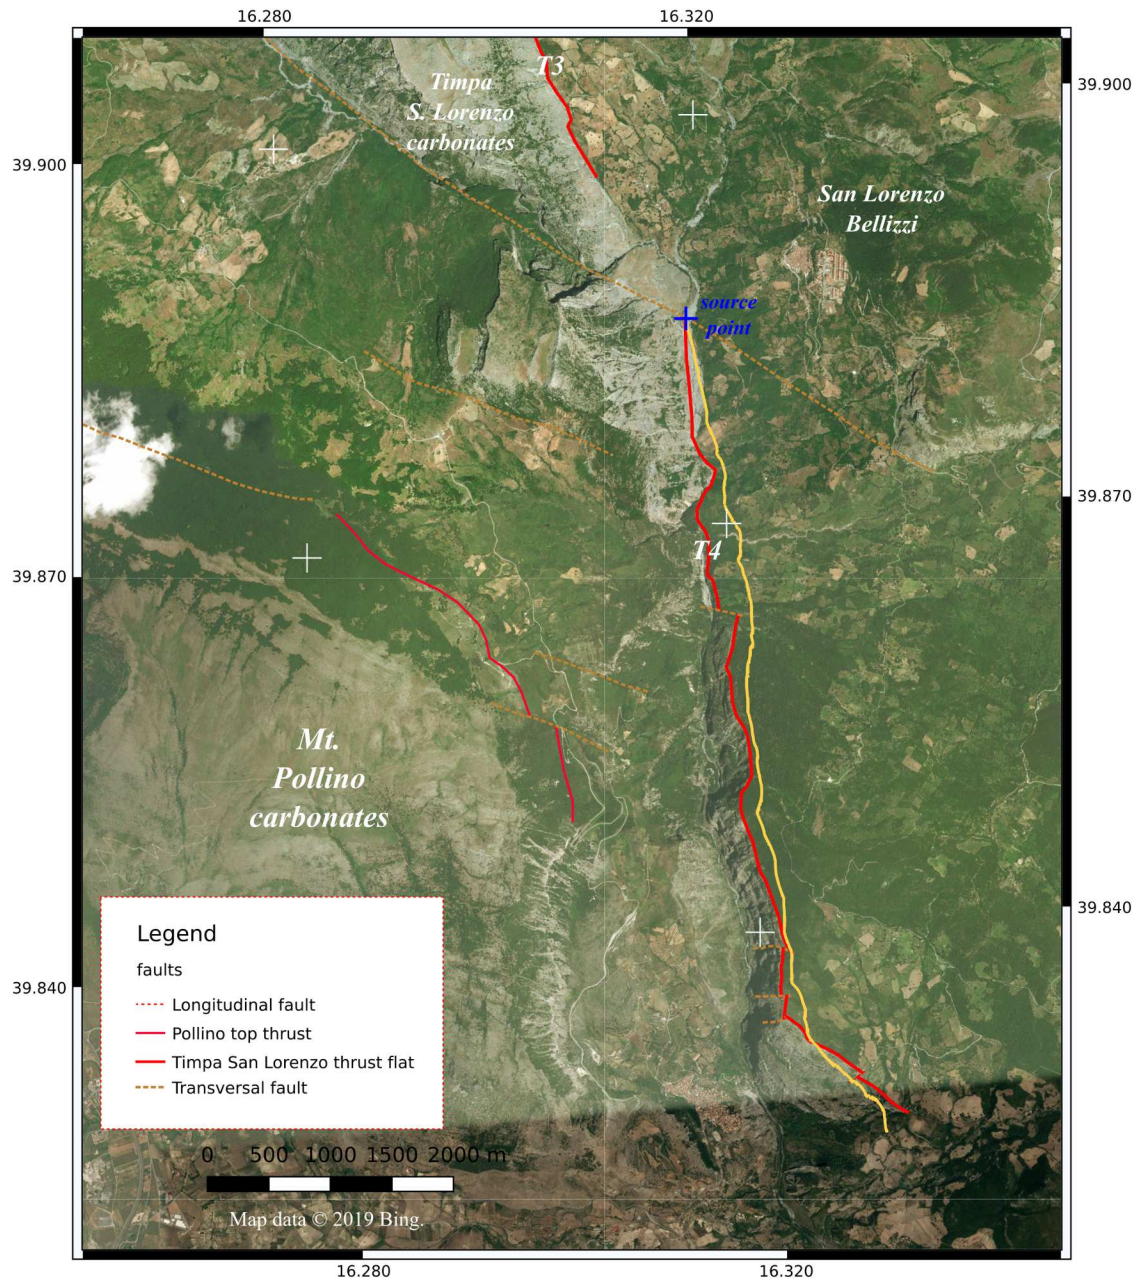 16.280
16.320
T3
Timpa
S. Lorenzo
carbonates
39.900
39.900
San Lorenzo
Bellizzi
source
point
39.870
T4
39.870
Mt.
Pollino
carbonates
39.840
Legend
faults
39.840
Longitudinal fault
Pollino top thrust
Timpa San Lorenzo thrust flat
Transversal fault
0 500 1000 1500 2000 m
Map data © 2019 Bing.
16.280
16.320